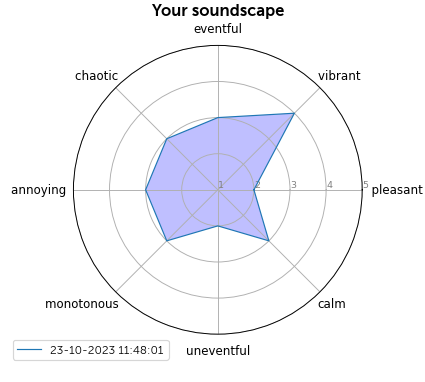 Your soundscape
eventful
chaotic
vibrant
annoying
1
2
3
4
5
pleasant
monotonous
calm
23-10-2023 11:48:01
uneventful